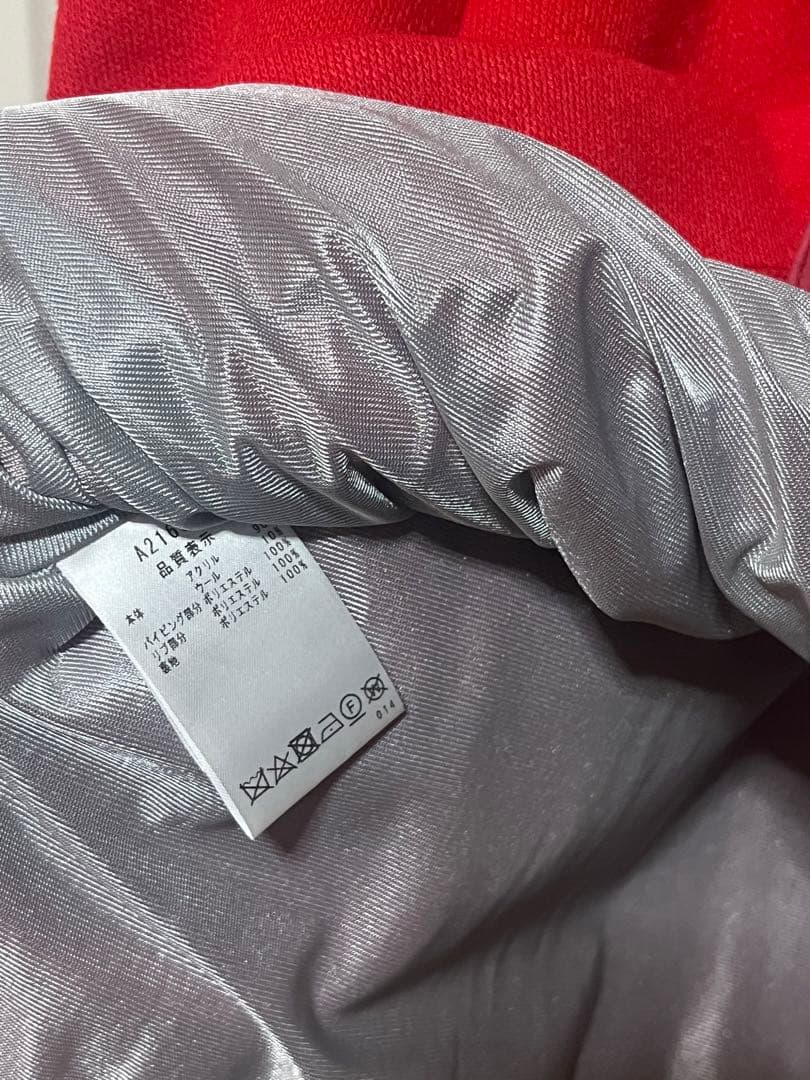 A216
品質表示
本体 アクリル
ウール 10%
パイピング部分 ポリエステル 100%
リブ部分 ポリエステル 100%
裏地 ポリエステル 100%
F
014